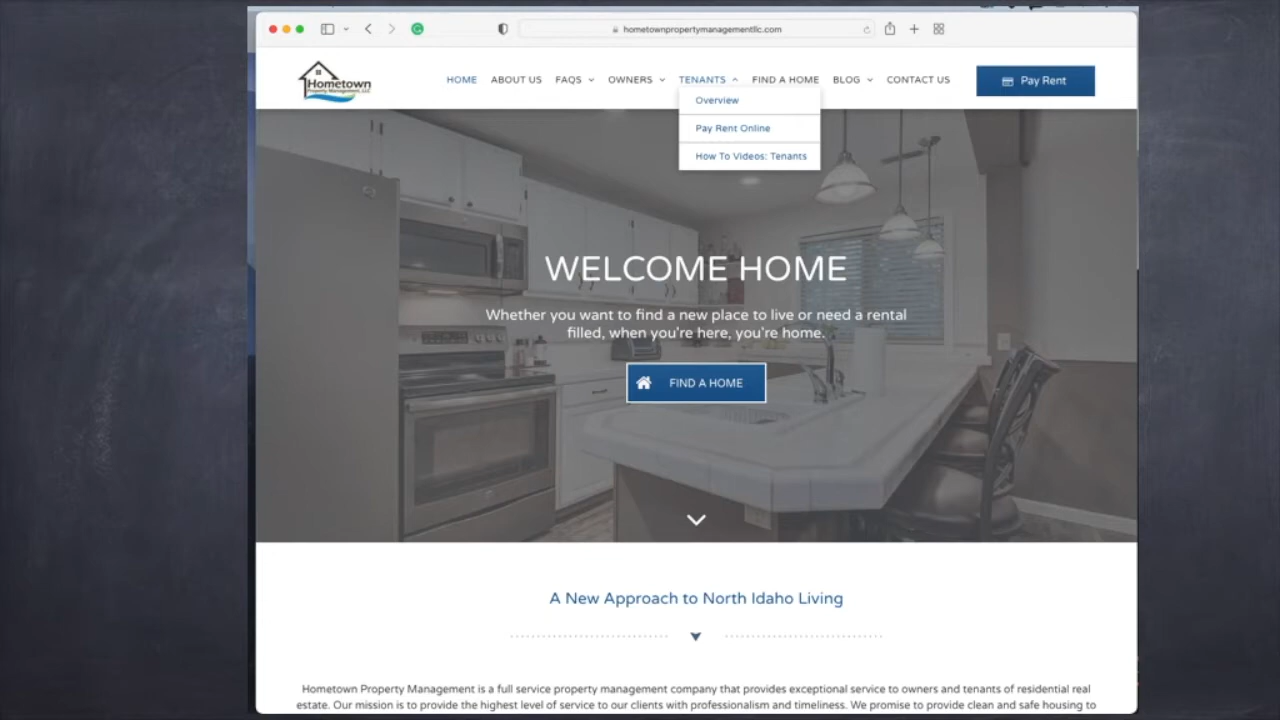 hometownpropertymanagementllc.com
Hometown
Property Management, LLC
HOME ABOUT US FAQS OWNERS TENANTS FIND A HOME BLOG CONTACT US Pay Rent
Overview
Pay Rent Online
How To Videos: Tenants
WELCOME HOME
Whether you want to find a new place to live or need a rental
filled, when you're here, you're home.
FIND A HOME
A New Approach to North Idaho Living
Hometown Property Management is a full service property management company that provides exceptional service to owners and tenants of residential real
estate. Our mission is to provide the highest level of service to our clients with professionalism and timeliness. We promise to provide clean and safe housing to